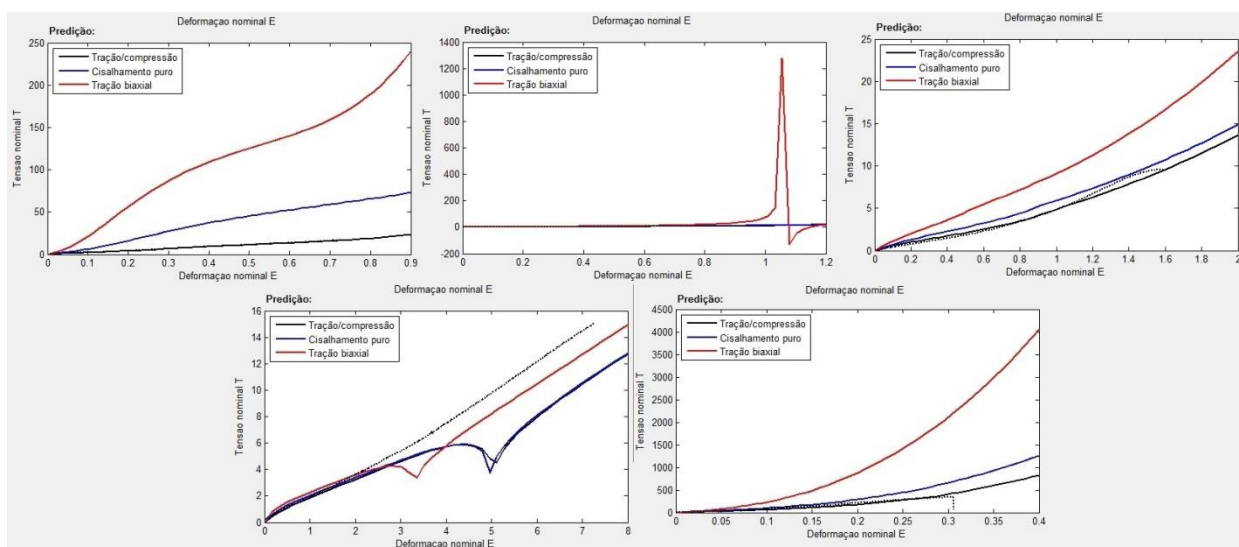 Deformaçao nominal E
Predição:
Tração/compressão
Cisalhamento puro
Tração biaxial
Tensao nominal T
250
200
150
100
50
0
0 0.1 0.2 0.3 0.4 0.5 0.6 0.7 0.8 0.9
Deformaçao nominal E
Deformaçao nominal E
Predição:
Tração/compressão
Cisalhamento puro
Tração biaxial
Tensao nominal T
1400
1200
1000
800
600
400
200
0
-200
0 0.2 0.4 0.6 0.8 1 1.2
Deformaçao nominal E
Deformaçao nominal E
Predição:
Tração/compressão
Cisalhamento puro
Tração biaxial
Tensao nominal T
25
20
15
10
5
0
0 0.2 0.4 0.6 0.8 1 1.2 1.4 1.6 1.8 2
Deformaçao nominal E
Deformaçao nominal E
Predição:
Tração/compressão
Cisalhamento puro
Tração biaxial
Tensao nominal T
16
14
12
10
8
6
4
2
0
0 1 2 3 4 5 6 7 8
Deformaçao nominal E
Deformaçao nominal E
Predição:
Tração/compressão
Cisalhamento puro
Tração biaxial
Tensao nominal T
4500
4000
3500
3000
2500
2000
1500
1000
500
0
0 0.05 0.1 0.15 0.2 0.25 0.3 0.35 0.4
Deformaçao nominal E